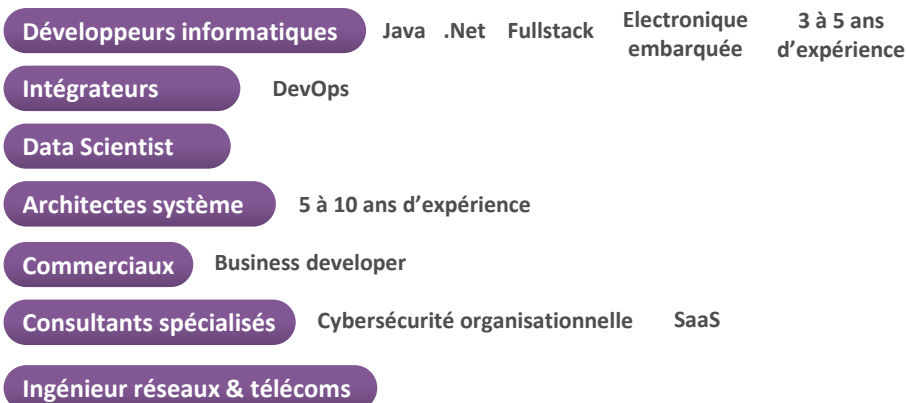 Développeurs informatiques Java .Net Fullstack Electronique embarquée 3 à 5 ans d’expérience
Intégrateurs DevOps
Data Scientist
Architectes système 5 à 10 ans d’expérience
Commerciaux Business developer
Consultants spécialisés Cybersécurité organisationnelle SaaS
Ingénieur réseaux & télécoms